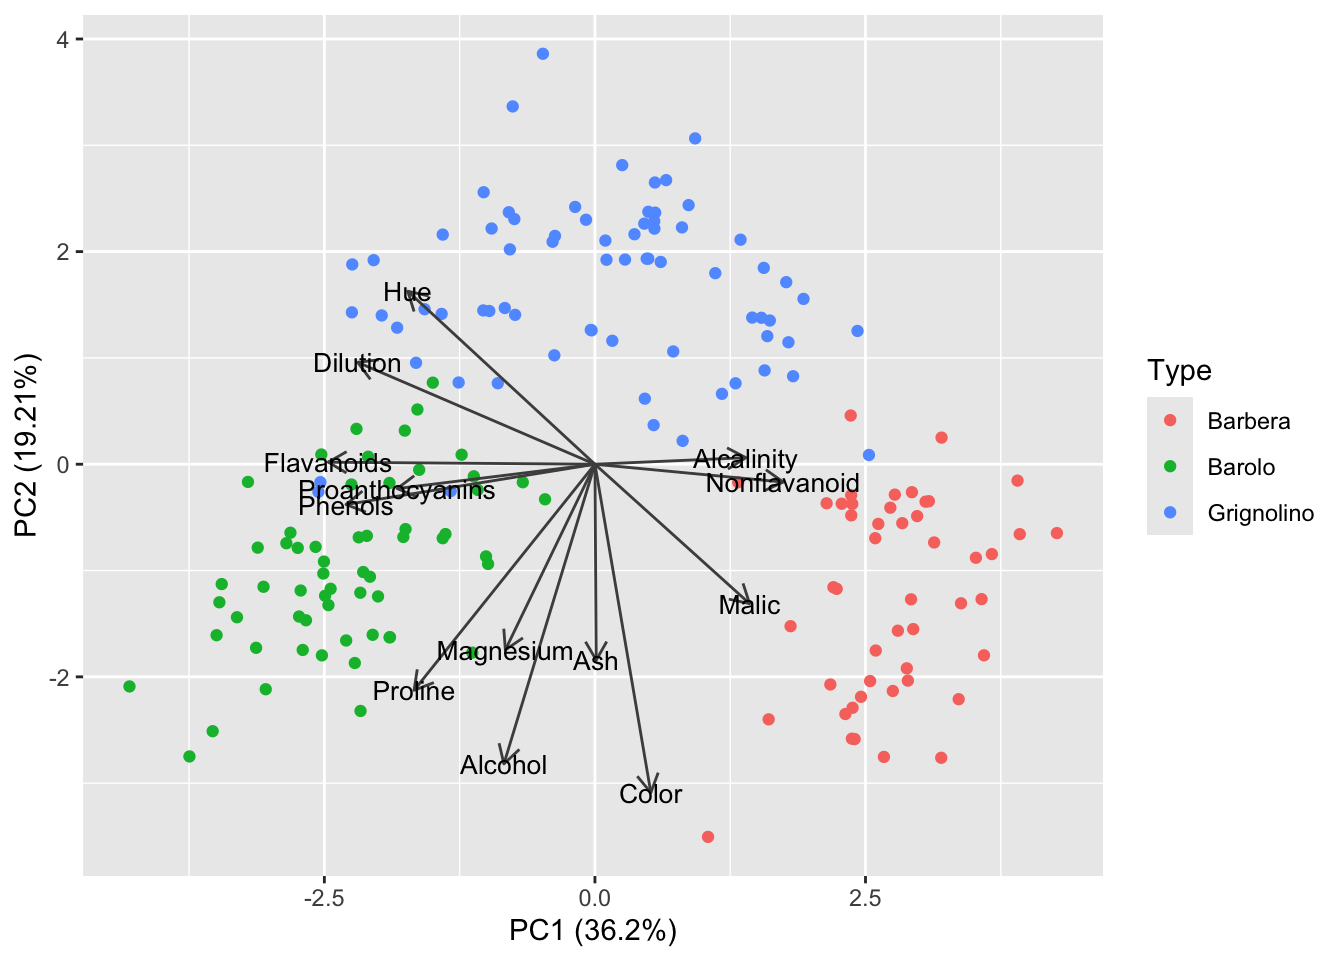 4
2
0
-2
PC2 (19.21%)
Hue
Dilution
Flavanoids
Proanthocyanins
Phenols
Alcalinity
Nonflavanoid
Malic
Magnesium
Ash
Proline
Alcohol
Color
-2.5
0.0
2.5
PC1 (36.2%)
Type
Barbera
Barolo
Grignolino